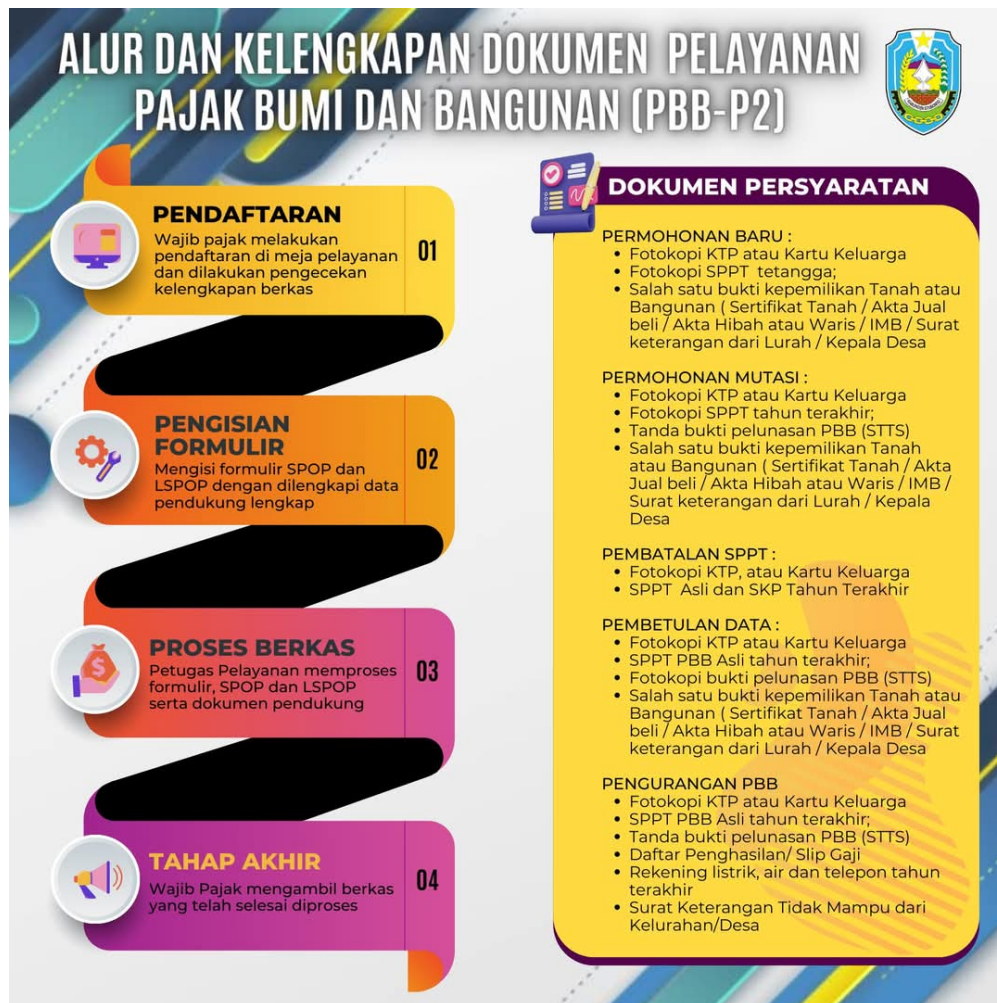 ALUR DAN KELENGKAPAN DOKUMEN PELAYANAN
PAJAK BUMI DAN BANGUNAN (PBB-P2)
PENDAFTARAN
Wajib pajak melakukan
pendaftaran di meja pelayanan
dan dilakukan pengecekan
kelengkapan berkas
01
PENGISIAN
FORMULIR
Mengisi formulir SPOP dan
LSPOP dengan dilengkapi data
pendukung lengkap
02
PROSES BERKAS
Petugas Pelayanan memproses
formulir, SPOP dan LSPOP
serta dokumen pendukung
03
TAHAP AKHIR
Wajib Pajak mengambil berkas
yang telah selesai diproses
04
DOKUMEN PERSYARATAN
PERMOHONAN BARU :
• Fotokopi KTP atau Kartu Keluarga
• Fotokopi SPPT tetangga;
• Salah satu bukti kepemilikan Tanah atau
Bangunan ( Sertifikat Tanah / Akta Jual
beli / Akta Hibah atau Waris / IMB / Surat
keterangan dari Lurah / Kepala Desa
PERMOHONAN MUTASI :
• Fotokopi KTP atau Kartu Keluarga
• Fotokopi SPPT tahun terakhir;
• Tanda bukti pelunasan PBB (STTS)
• Salah satu bukti kepemilikan Tanah
atau Bangunan ( Sertifikat Tanah / Akta
Jual beli / Akta Hibah atau Waris / IMB /
Surat keterangan dari Lurah / Kepala
Desa
PEMBATALAN SPPT :
• Fotokopi KTP, atau Kartu Keluarga
• SPPT Asli dan SKP Tahun Terakhir
PEMBETULAN DATA :
• Fotokopi KTP atau Kartu Keluarga
• SPPT PBB Asli tahun terakhir;
• Fotokopi bukti pelunasan PBB (STTS)
• Salah satu bukti kepemilikan Tanah atau
Bangunan ( Sertifikat Tanah / Akta Jual
beli / Akta Hibah atau Waris / IMB / Surat
keterangan dari Lurah / Kepala Desa
PENGURANGAN PBB
• Fotokopi KTP atau Kartu Keluarga
• SPPT PBB Asli tahun terakhir;
• Tanda bukti pelunasan PBB (STTS)
• Daftar Penghasilan/ Slip Gaji
• Rekening listrik, air dan telepon tahun
terakhir
• Surat Keterangan Tidak Mampu dari
Kelurahan/Desa